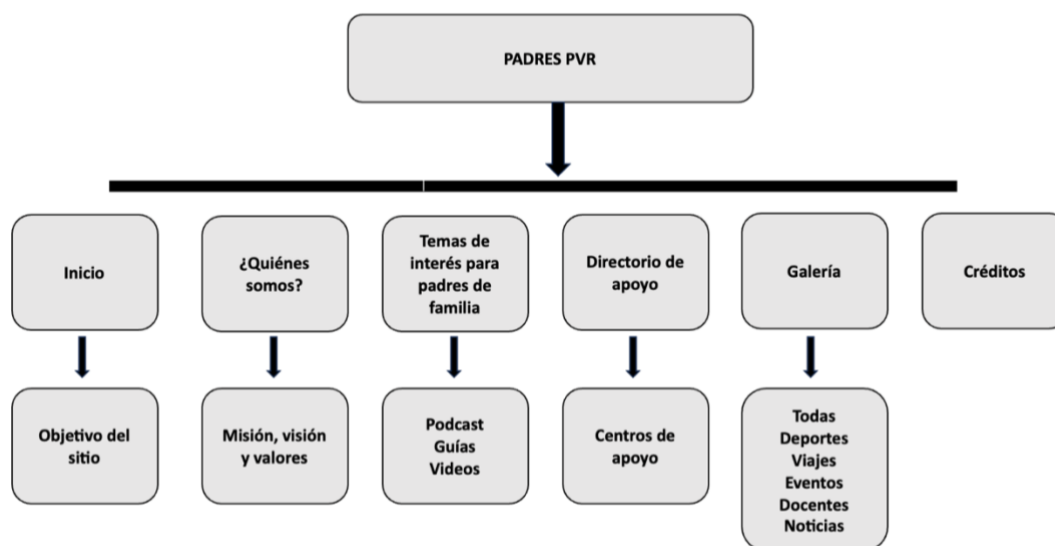 PADRES PVR
Inicio
¿Quiénes
somos?
Temas de
interés para
padres de
familia
Directorio de
apoyo
Galería
Créditos
Objetivo del
sitio
Misión, visión
y valores
Podcast
Guías
Videos
Centros de
apoyo
Todas
Deportes
Viajes
Eventos
Docentes
Noticias